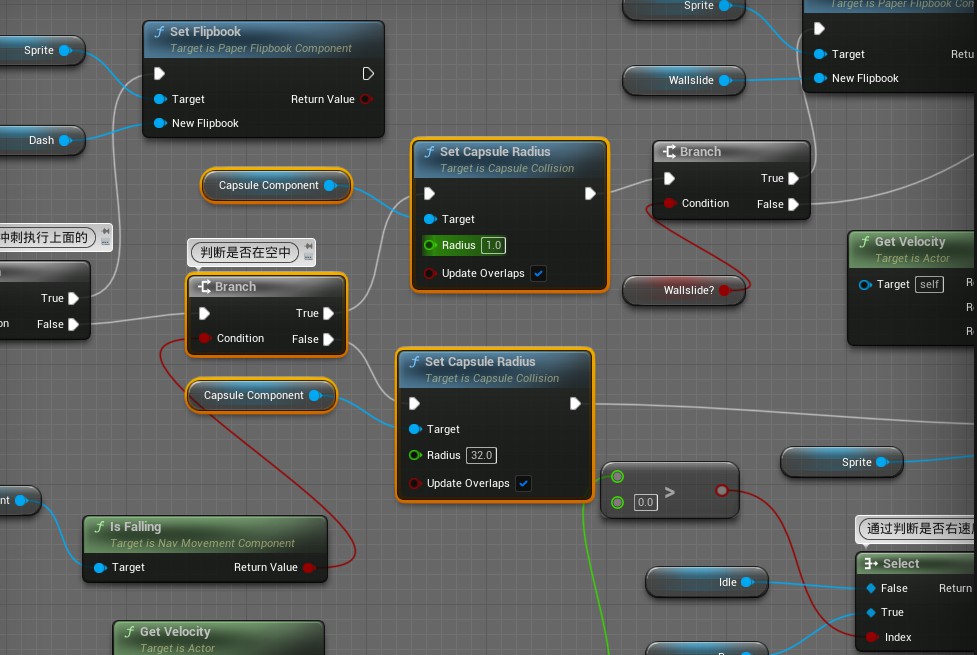 Sprite
Dash
Set Flipbook
Target is Paper Flipbook Component
Target
Return Value
New Flipbook
Sprite
Wallslide
Target is Paper Flipbook Com
Target
Retu
New Flipbook
Capsule Component
Set Capsule Radius
Target is Capsule Collision
Target
Radius 1.0
Update Overlaps
Branch
True
Condition
False
Wallslide?
Get Velocity
Target is Actor
Target self
冲刺执行上面的
True
on
False
判断是否在空中
Branch
True
Condition
False
Capsule Component
Set Capsule Radius
Target is Capsule Collision
Target
Radius 32.0
Update Overlaps
0.0
>
Sprite
nt
Is Falling
Target is Nav Movement Component
Target
Return Value
Get Velocity
Target is Actor
Idle
通过判断是否右速
Select
False
Return
True
Index